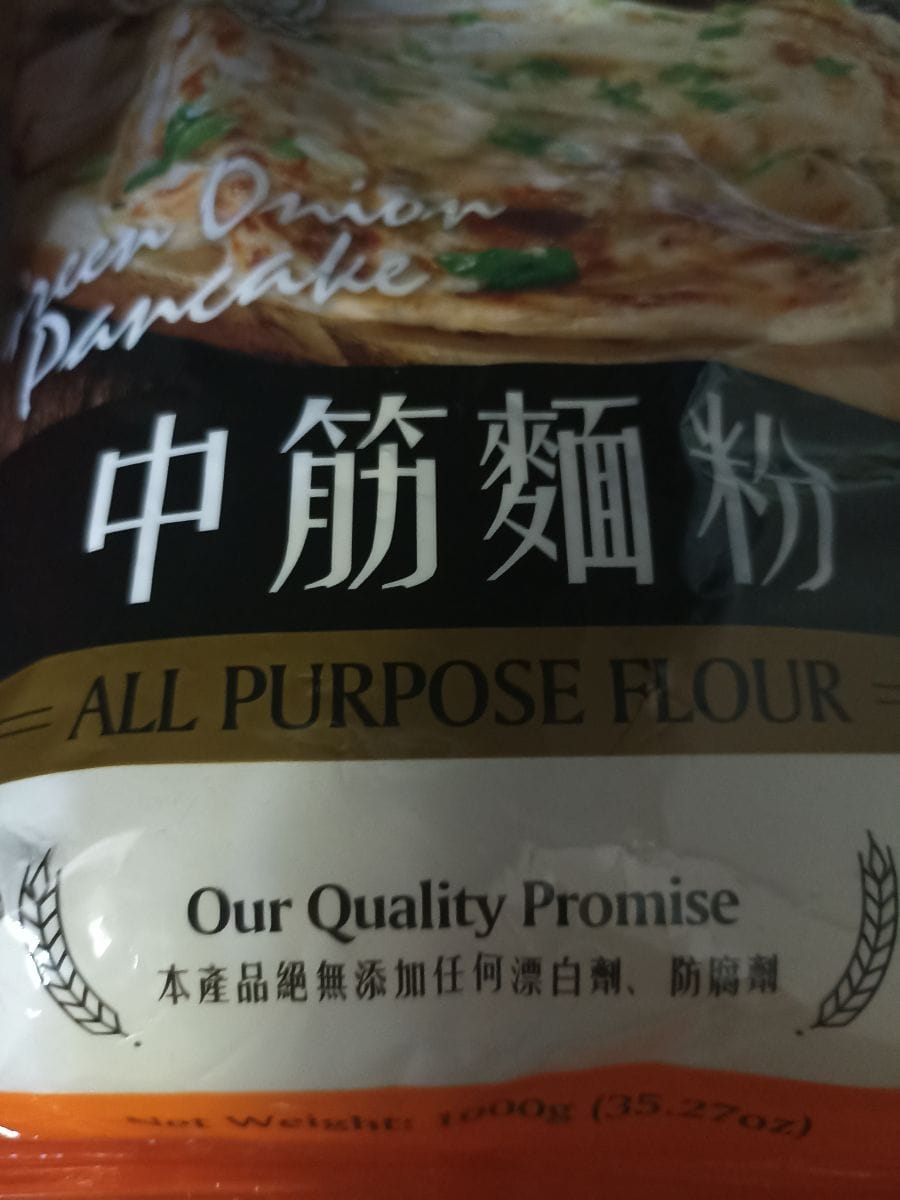 Green Onion
Pancake
中筋麵粉
ALL PURPOSE FLOUR
Our Quality Promise
本產品絕無添加任何漂白劑、防腐劑
Net Weight: 1000g (35.27oz)